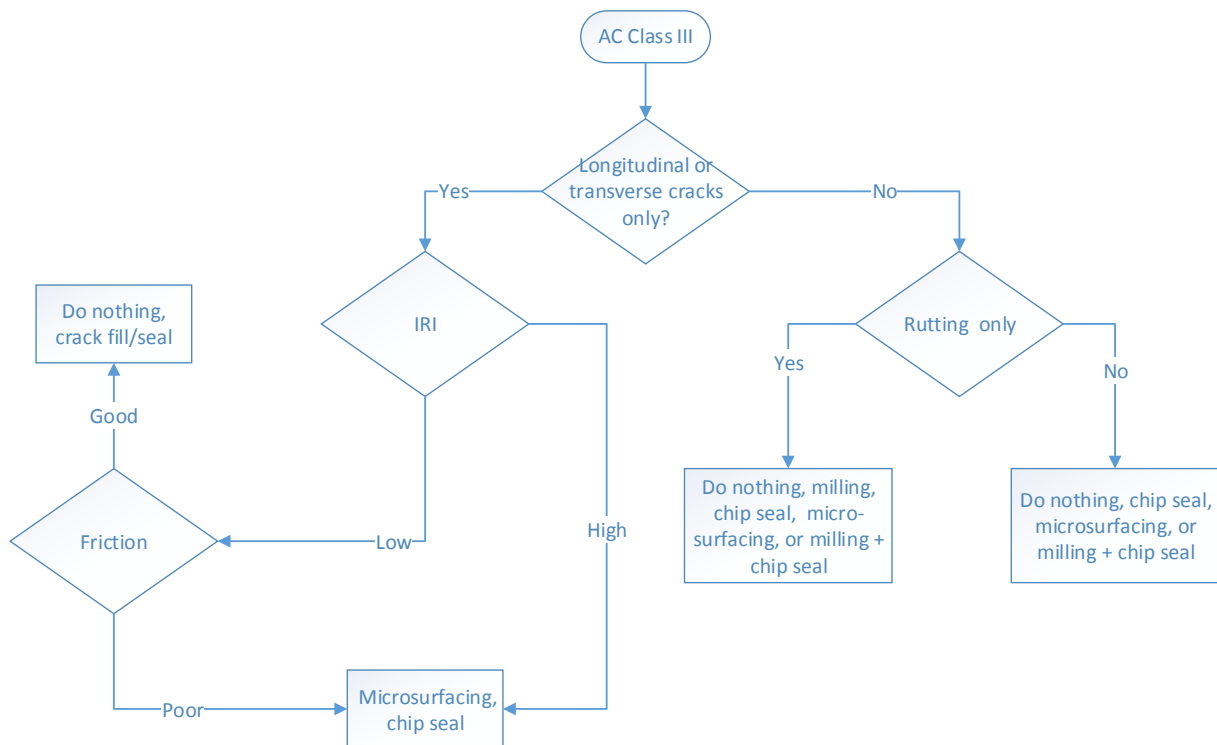 AC Class III
Longitudinal or
transverse cracks
only?
Yes
No
IRI
Rutting only
Do nothing,
crack fill/seal
Good
Yes
No
Friction
Low
High
Do nothing, milling,
chip seal, micro-
surfacing, or milling +
chip seal
Do nothing, chip seal,
microsurfacing, or
milling + chip seal
Poor
Microsurfacing,
chip seal